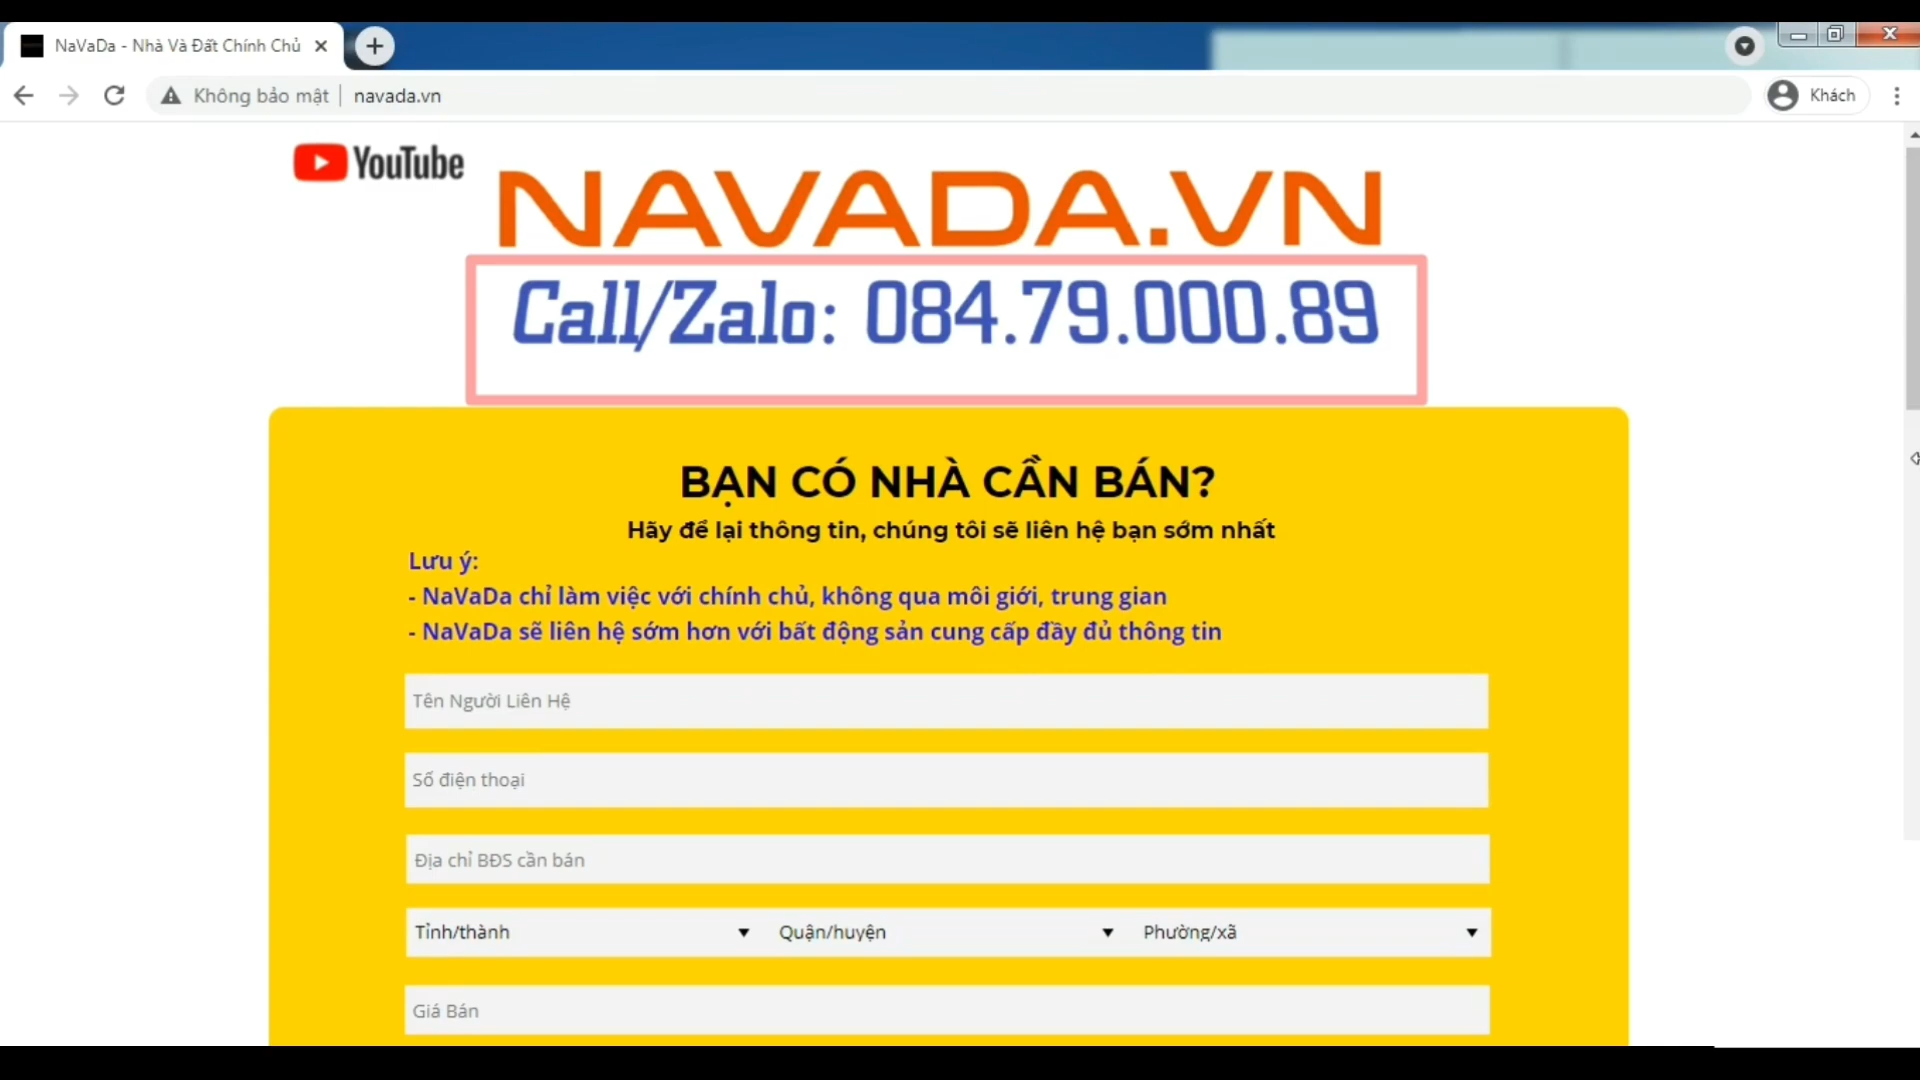 NaVaDa - Nhà Và Đất Chính Chủ
Không bảo mật
navada.vn
Khách
YouTube
NAVADA.VN
Call/Zalo: 084.79.000.89
BẠN CÓ NHÀ CẦN BÁN?
Hãy để lại thông tin, chúng tôi sẽ liên hệ bạn sớm nhất
Lưu ý:
- NaVaDa chỉ làm việc với chính chủ, không qua môi giới, trung gian
- NaVaDa sẽ liên hệ sớm hơn với bất động sản cung cấp đầy đủ thông tin
Tên Người Liên Hệ
Số điện thoại
Địa chỉ BĐS cần bán
Tỉnh/thành Quận/huyện Phường/xã
Giá Bán